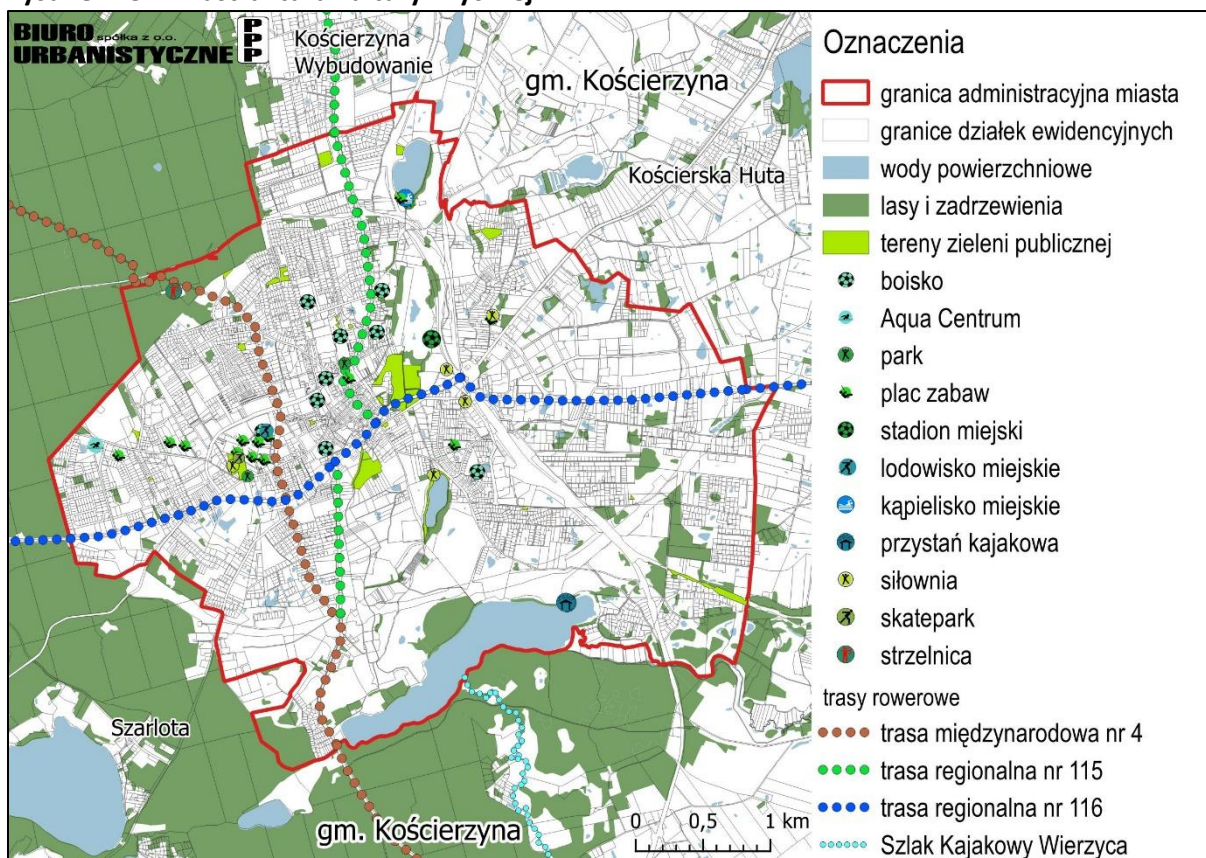 BIURO spółka z o.o.
URBANISTYCZNE
PPP
Kościerzyna
Wybudowanie
gm. Kościerzyna
Kościerska Huta
Szarlota
gm. Kościerzyna
0 0,5 1 km
Oznaczenia
granica administracyjna miasta
granice działek ewidencyjnych
wody powierzchniowe
lasy i zadrzewienia
tereny zieleni publicznej
boisko
Aqua Centrum
park
plac zabaw
stadion miejski
lodowisko miejskie
kąpielisko miejskie
przystań kajakowa
siłownia
skatepark
strzelnica
trasy rowerowe
trasa międzynarodowa nr 4
trasa regionalna nr 115
trasa regionalna nr 116
Szlak Kajakowy Wierzyca